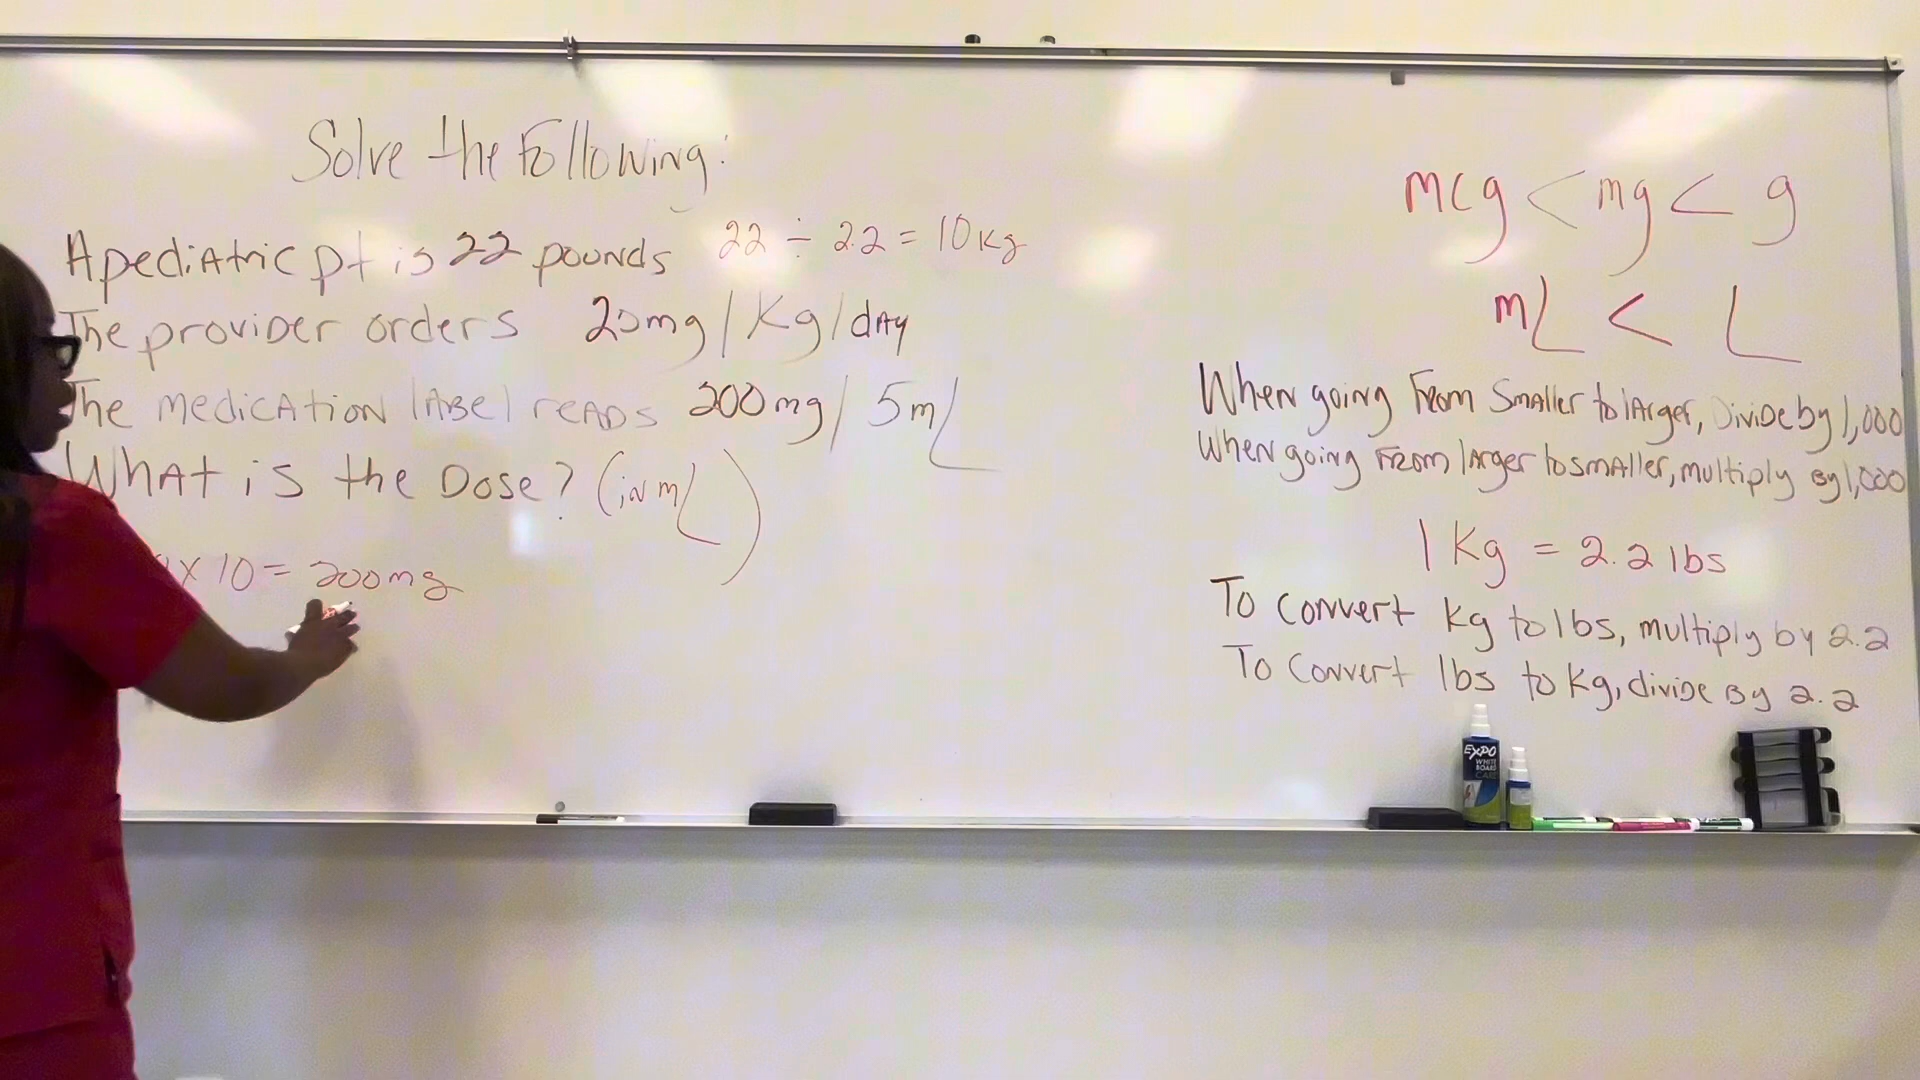 Solve the Following:
A pediatric pt is 22 pounds 22 ÷ 2.2 = 10kg
The provider orders 20mg/kg/day
The medication label reads 200mg/5mL
What is the Dose? (in mL)
x 10 = 200mg
mcg < mg < g
mL < L
When going From Smaller to larger, Divide by 1,000
When going From larger to smaller, multiply by 1,000
1 Kg = 2.2 lbs
To convert kg to lbs, multiply by 2.2
To convert lbs to kg, divide by 2.2
EXPO
WHITE
BOARD
CARE